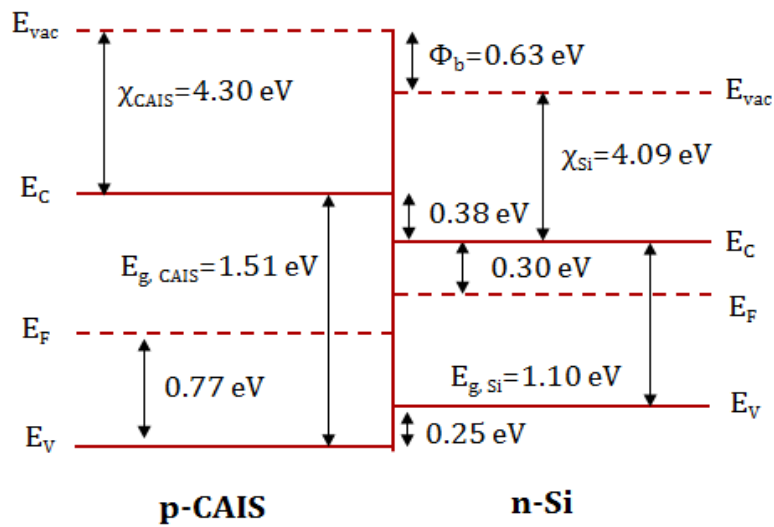 E_vac
Φ_b=0.63 eV
χ_CAIS=4.30 eV
E_vac
χ_Si=4.09 eV
E_C
0.38 eV
E_C
E_g, CAIS=1.51 eV
0.30 eV
E_F
E_F
0.77 eV
E_g, Si=1.10 eV
E_V
E_V
0.25 eV
p-CAIS
n-Si